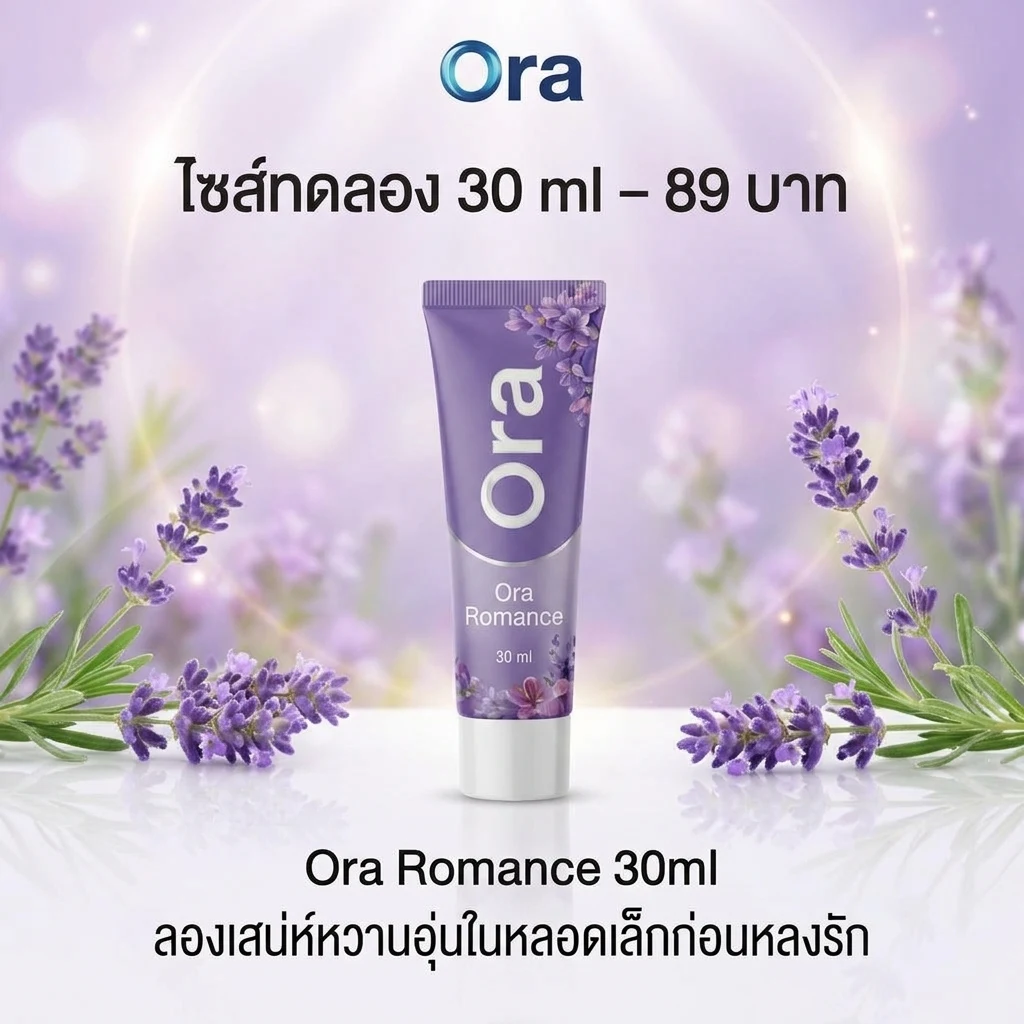 Ora
ไซส์ทดลอง 30 ml – 89 บาท
Ora
Ora
Romance
30 ml
Ora Romance 30ml
ลองเสน่ห์หวานอุ่นในหลอดเล็กก่อนหลงรัก